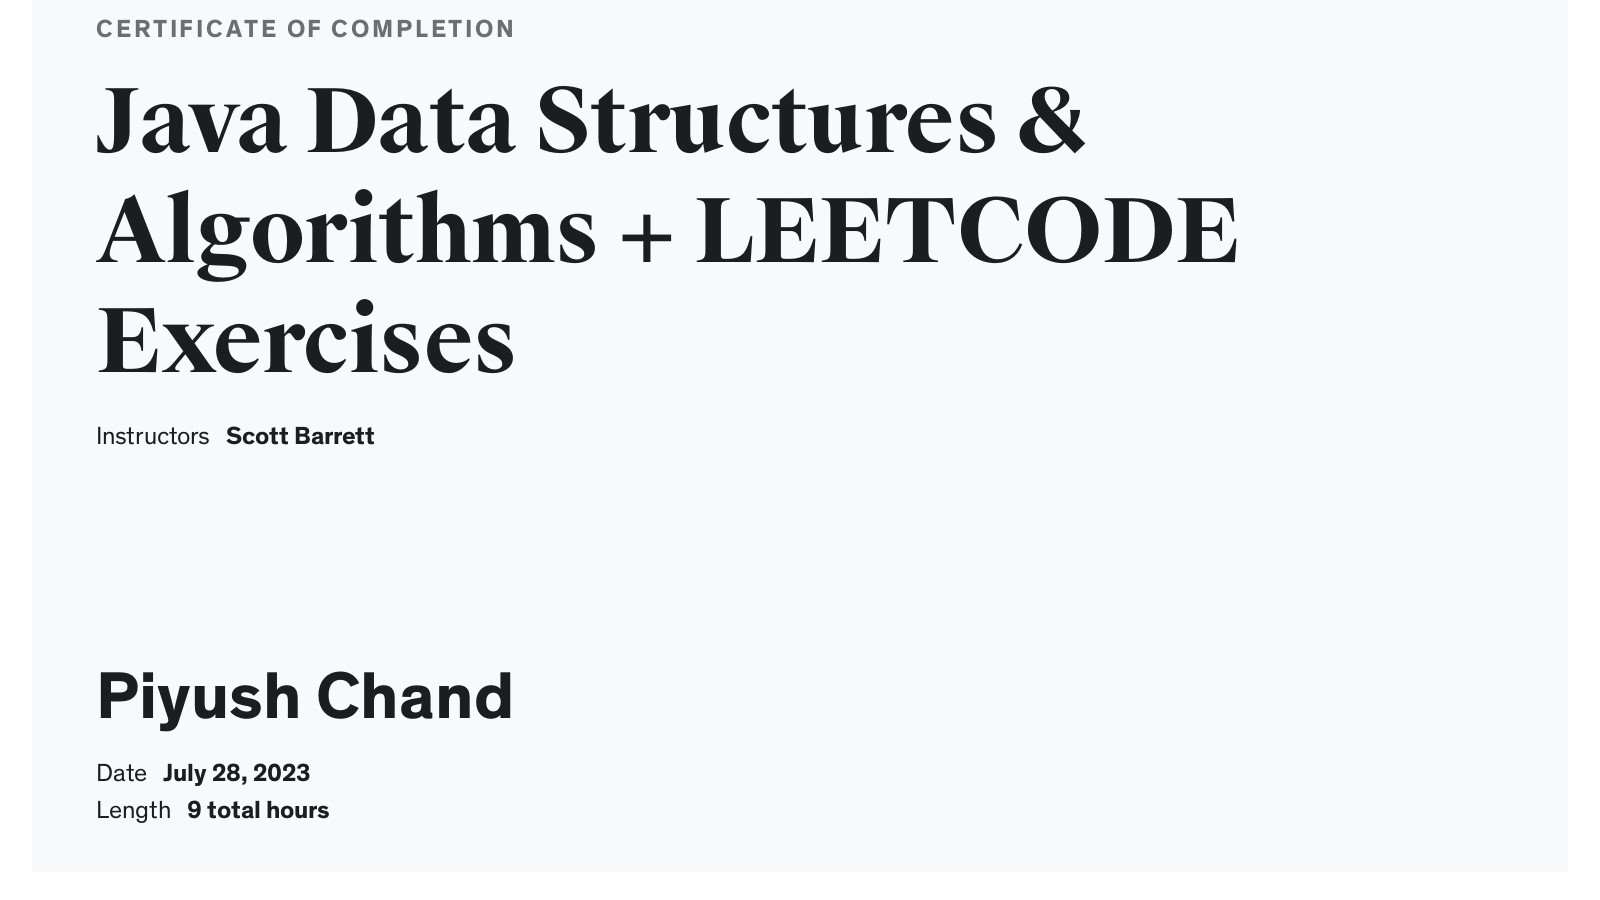 CERTIFICATE OF COMPLETION
Java Data Structures &
Algorithms + LEETCODE
Exercises
Instructors Scott Barrett
Piyush Chand
Date July 28, 2023
Length 9 total hours